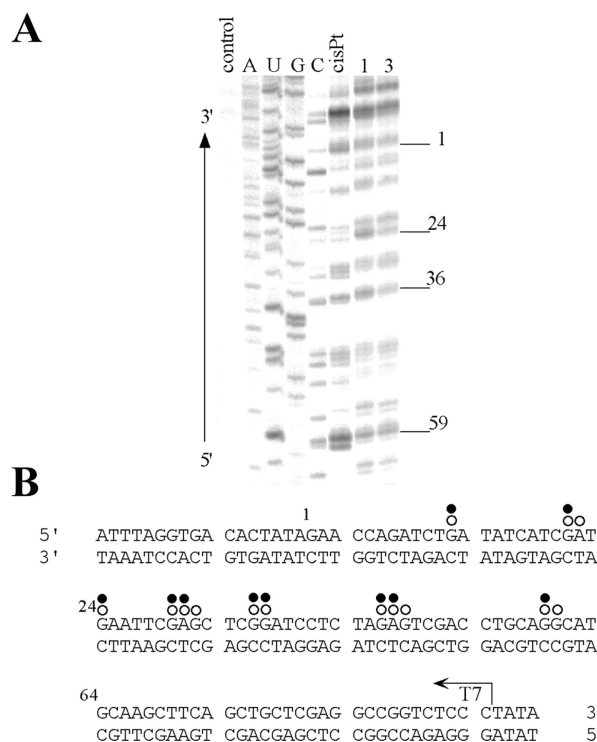 A
control A U G C cisPt 1 3
3'
1
24
36
59
5'
B
1
5' ATTTAGGTGA CACTATAGAA CCAGATCTGA TATCATCGAT
3' TAAATCCACT GTGATATCTT GGTCTAGACT ATAGTAGCTA
24
GAATTCGAGC TCGGATCCTC TAGAGTCGAC CTGCAGGCAT
CTTAAGCTCG AGCCTAGGAG ATCTCAGCTG GACGTCCGTA
64
T7
GCAAGCTTCA GCTGCTCGAG GCCGGTCTCC CTATA 3
CGTTCGAAGT CGACGAGCTC CGGCCAGAGG GATAT 5